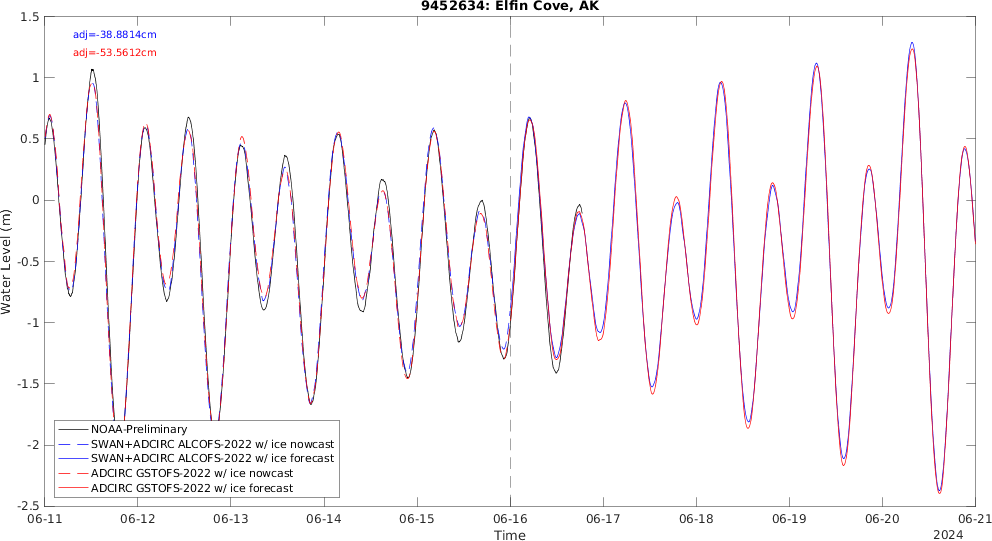 9452634: Elfin Cove, AK
adj=-38.8814cm
adj=-53.5612cm
Water Level (m)
1.5
1
0.5
0
-0.5
-1
-1.5
-2
-2.5
NOAA-Preliminary
SWAN+ADCIRC ALCOFS-2022 w/ ice nowcast
SWAN+ADCIRC ALCOFS-2022 w/ ice forecast
ADCIRC GSTOFS-2022 w/ ice nowcast
ADCIRC GSTOFS-2022 w/ ice forecast
06-11 06-12 06-13 06-14 06-15 06-16 06-17 06-18 06-19 06-20 06-21
Time
2024